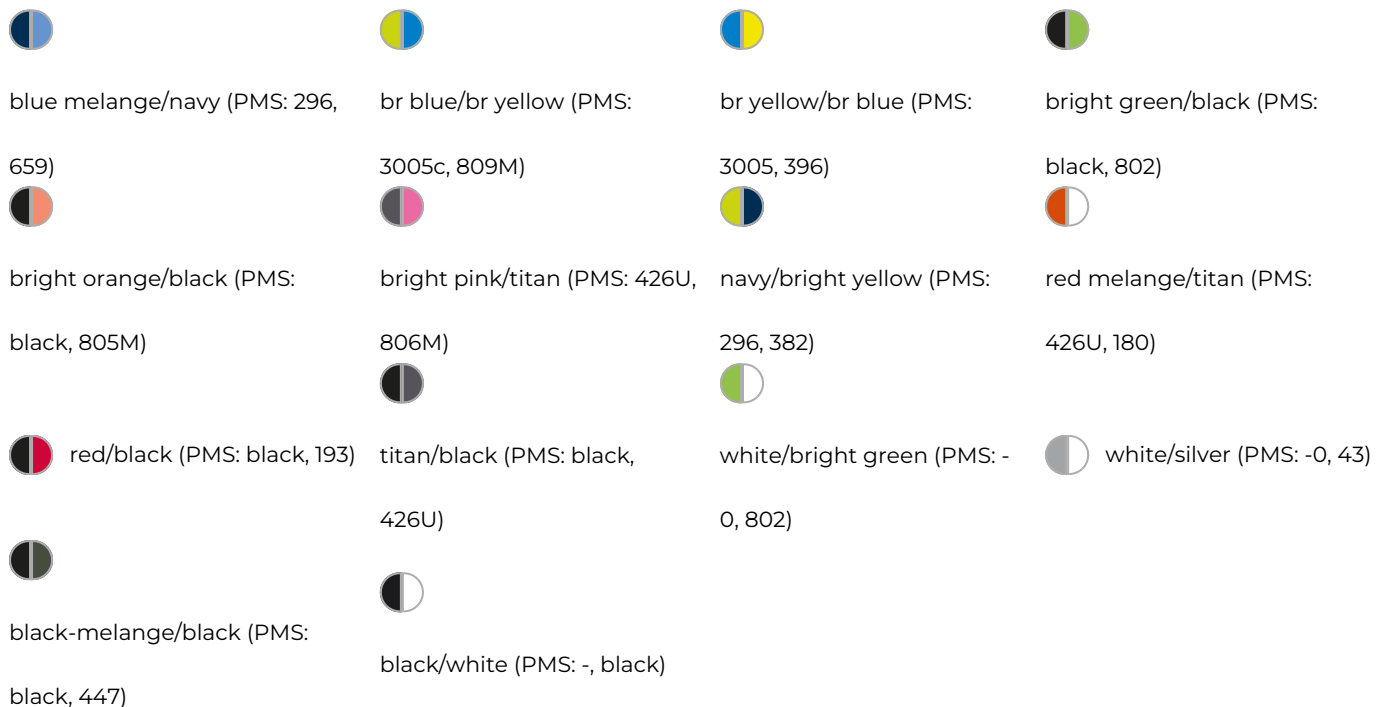 blue melange/navy (PMS: 296,
659)
br blue/br yellow (PMS:
3005c, 809M)
br yellow/br blue (PMS:
3005, 396)
bright green/black (PMS:
black, 802)
bright orange/black (PMS:
black, 805M)
bright pink/titan (PMS: 426U,
806M)
navy/bright yellow (PMS:
296, 382)
red melange/titan (PMS:
426U, 180)
red/black (PMS: black, 193)
titan/black (PMS: black,
426U)
white/bright green (PMS: -
0, 802)
white/silver (PMS: -0, 43)
black-melange/black (PMS:
black, 447)
black/white (PMS: -, black)